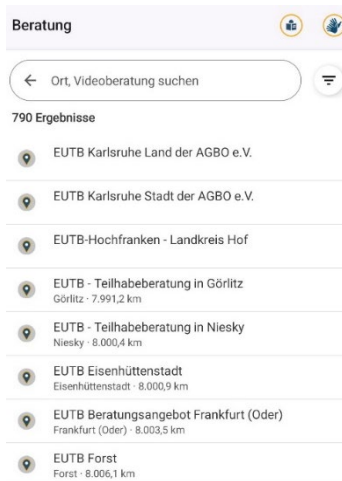 Beratung
Ort, Videoberatung suchen
790 Ergebnisse
EUTB Karlsruhe Land der AGBO e.V.
EUTB Karlsruhe Stadt der AGBO e.V.
EUTB-Hochfranken - Landkreis Hof
EUTB - Teilhabeberatung in Görlitz
Görlitz · 7.991,2 km
EUTB - Teilhabeberatung in Niesky
Niesky · 8.000,4 km
EUTB Eisenhüttenstadt
Eisenhüttenstadt · 8.000,9 km
EUTB Beratungsangebot Frankfurt (Oder)
Frankfurt (Oder) · 8.003,5 km
EUTB Forst
Forst · 8.006,1 km